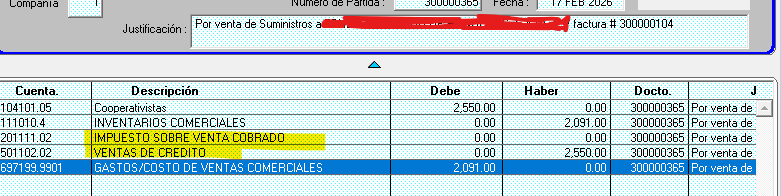 Compañía 1 Número de Partida : 300000365 Fecha : 17 FEB 2026
Justificación : Por venta de Suministros a factura # 300000104
Cuenta. Descripción Debe Haber Docto. J
104101.05 Cooperativistas 2,550.00 0.00 300000365 Por venta de
111010.4 INVENTARIOS COMERCIALES 0.00 2,091.00 300000365 Por venta de
201111.02 IMPUESTO SOBRE VENTA COBRADO 0.00 0.00 300000365 Por venta de
501102.02 VENTAS DE CREDITO 0.00 2,550.00 300000365 Por venta de
697199.9901 GASTOS/COSTO DE VENTAS COMERCIALES 2,091.00 0.00 300000365 Por venta de